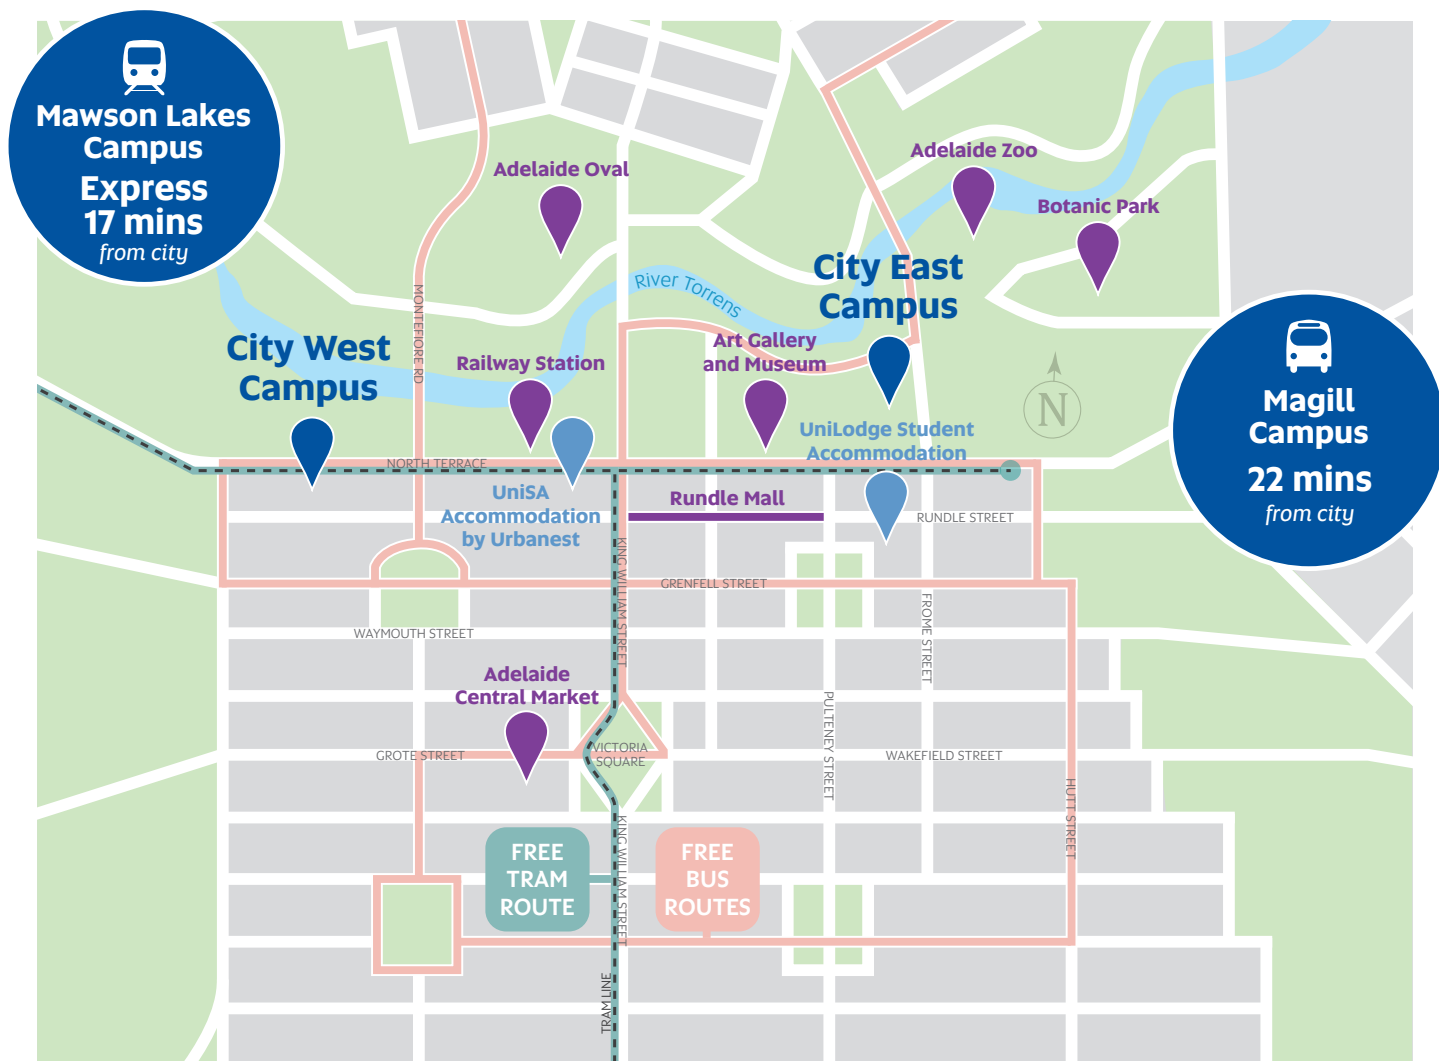 Mawson Lakes
Campus
Express
17 mins
from city
Adelaide Oval
Adelaide Zoo
Botanic Park
City East
Campus
River Torrens
MONTEFIORE RD
City West
Campus
Railway Station
Art Gallery
and Museum
N
Magill
Campus
22 mins
from city
UniLodge Student
Accommodation
NORTH TERRACE
UniSA
Accommodation
by Urbanest
Rundle Mall
RUNDLE STREET
KING WILLIAM STREET
GRENFELL STREET
FROME STREET
WAYMOUTH STREET
Adelaide
Central Market
PULTENEY STREET
GROTE STREET
VICTORIA
SQUARE
WAKEFIELD STREET
HUTT STREET
FREE
TRAM
ROUTE
KING WILLIAM STREET
FREE
BUS
ROUTES
TRAM LINE